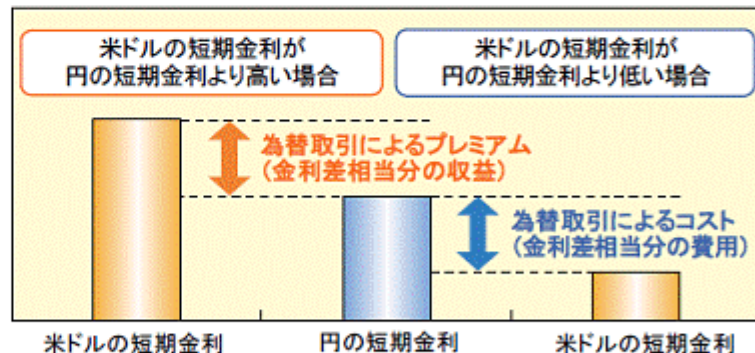 米ドルの短期金利が
円の短期金利より高い場合
米ドルの短期金利が
円の短期金利より低い場合
為替取引によるプレミアム
(金利差相当分の収益)
為替取引によるコスト
(金利差相当分の費用)
米ドルの短期金利
円の短期金利
米ドルの短期金利